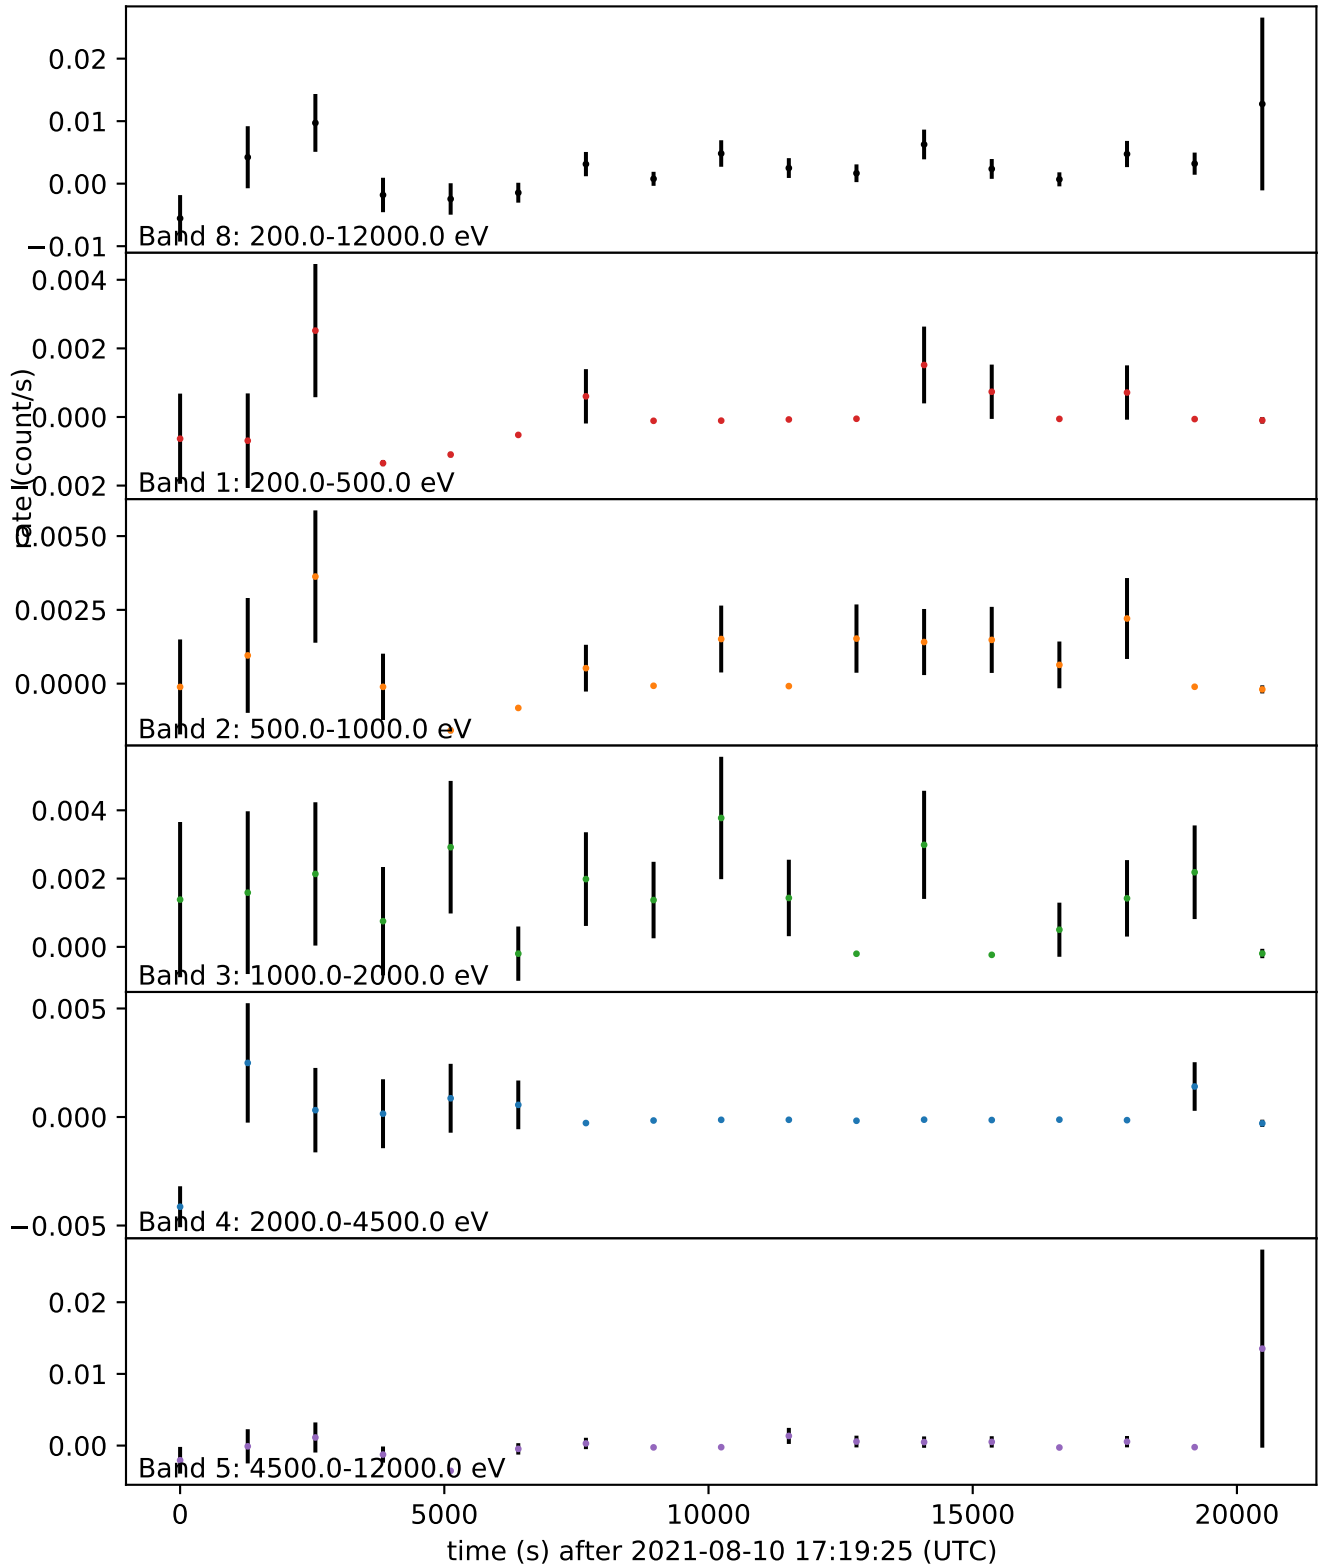 0.02
0.01
0.00
−0.01
Band 8: 200.0-12000.0 eV
0.004
0.002
0.000
0.002
Band 1: 200.0-500.0 eV
rate (count/s)
0.0050
0.0025
0.0000
Band 2: 500.0-1000.0 eV
0.004
0.002
0.000
Band 3: 1000.0-2000.0 eV
0.005
0.000
−0.005
Band 4: 2000.0-4500.0 eV
0.02
0.01
0.00
Band 5: 4500.0-12000.0 eV
0 5000 10000 15000 20000
time (s) after 2021-08-10 17:19:25 (UTC)